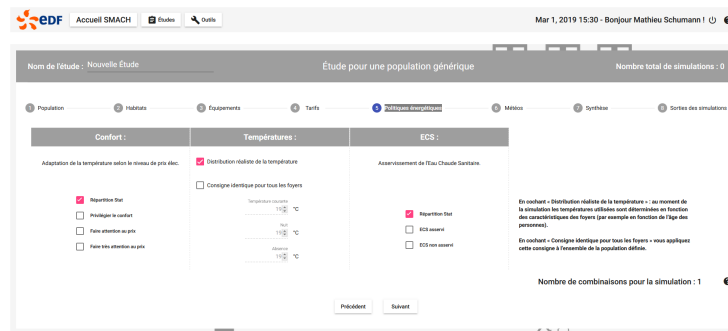 edF Accueil SMACH Études Outils Mar 1, 2019 15:30 - Bonjour Mathieu Schumann !
Nom de l'étude : Nouvelle Étude Étude pour une population générique Nombre total de simulations : 0
1 Population 2 Habitats 3 Équipements 4 Tarifs 5 Politiques énergétiques 6 Météos 7 Synthèse 8 Sorties des simulations
Confort : Températures : ECS :
Adaptation de la température selon le niveau de prix élec. Distribution réaliste de la température Asservissement de l'Eau Chaude Sanitaire.
Consigne identique pour tous les foyers
Répartition Stat
Privilégier le confort
Faire attention au prix
Faire très attention au prix
Température courante
19 °C
Nuit
19 °C
Absence
19 °C
Répartition Stat
ECS asservi
ECS non asservi
En cochant « Distribution réaliste de la température » : au moment de
la simulation les températures utilisées sont déterminées en fonction
des caractéristiques des foyers (par exemple en fonction de l'âge des
personnes).
En cochant « Consigne identique pour tous les foyers » vous appliquez
cette consigne à l'ensemble de la population définie.
Nombre de combinaisons pour la simulation : 1
Précédent Suivant